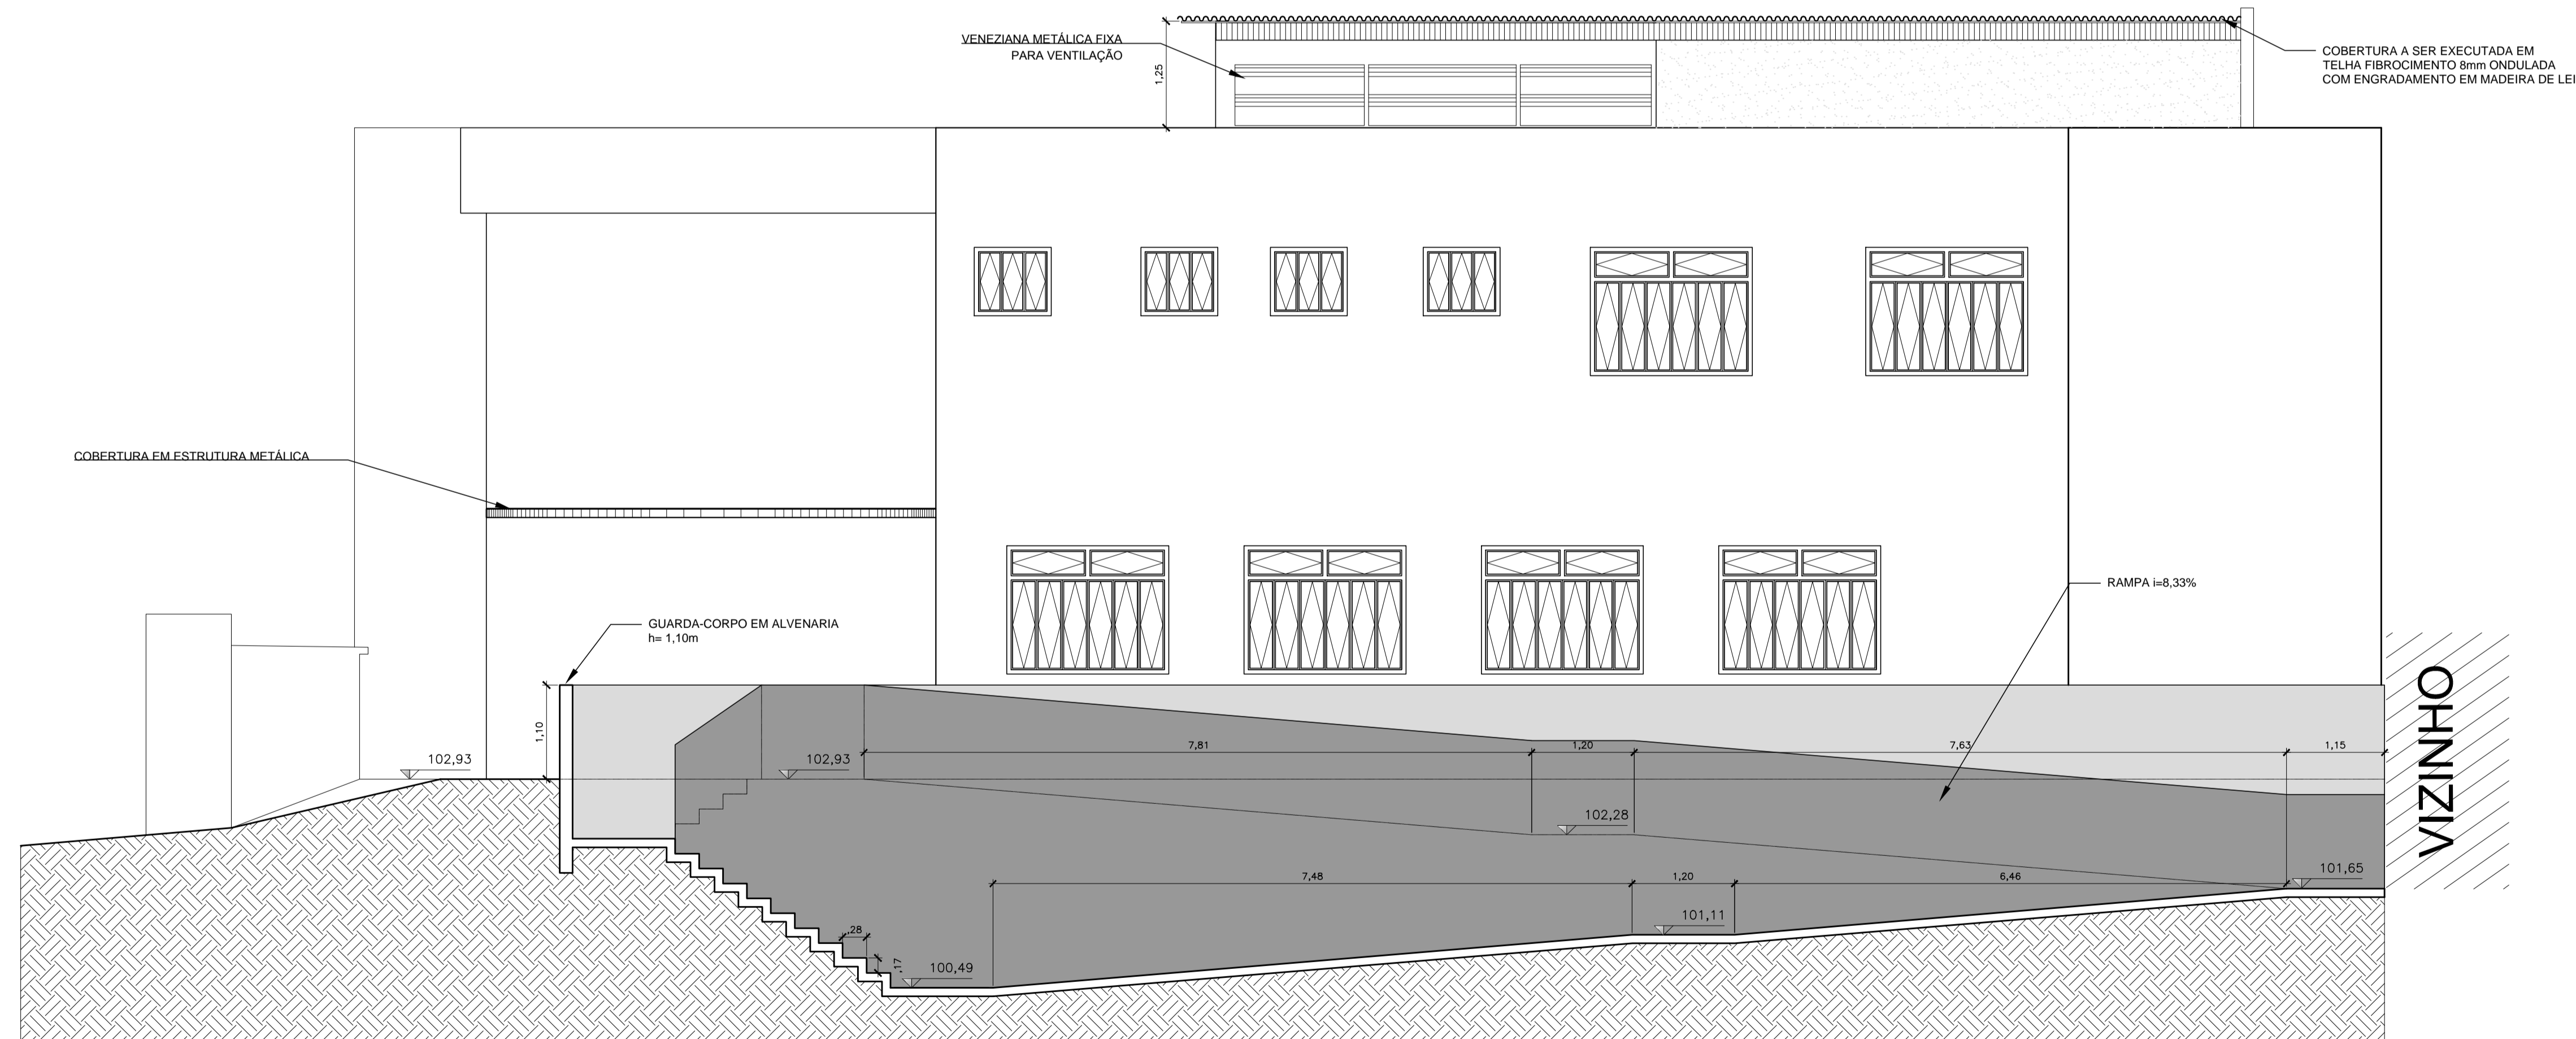 VENEZIANA METÁLICA FIXA
PARA VENTILAÇÃO
1,25
COBERTURA A SER EXECUTADA EM
TELHA FIBROCIMENTO 8mm ONDULADA
COM ENGRADAMENTO EM MADEIRA DE LEI
COBERTURA EM ESTRUTURA METÁLICA
RAMPA i=8,33%
GUARDA-CORPO EM ALVENARIA
h= 1,10m
VIZINHO
1,10
102,93
102,93
7,81
1,20
7,63
1,15
102,28
101,65
7,48
1,20
6,46
101,11
,28
,17
100,49